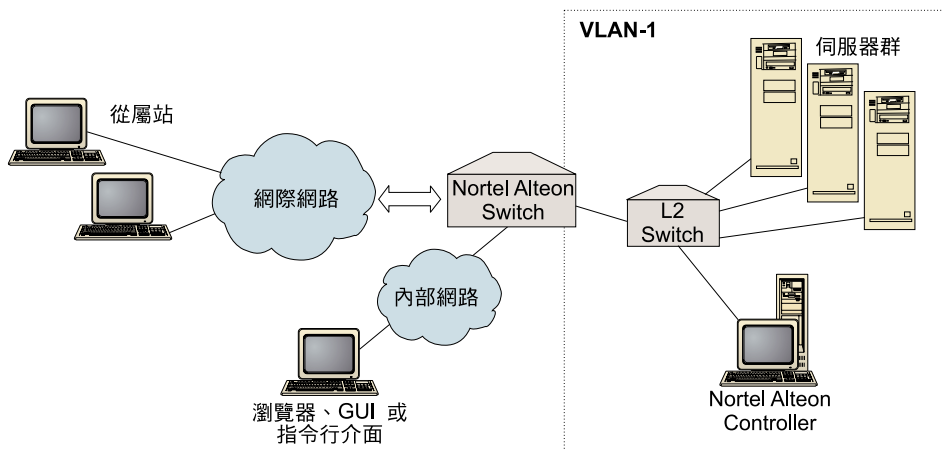 VLAN-1
伺服器群
從屬站
網際網路
Nortel Alteon
Switch
L2
Switch
內部網路
瀏覽器、GUI 或
指令行介面
Nortel Alteon
Controller